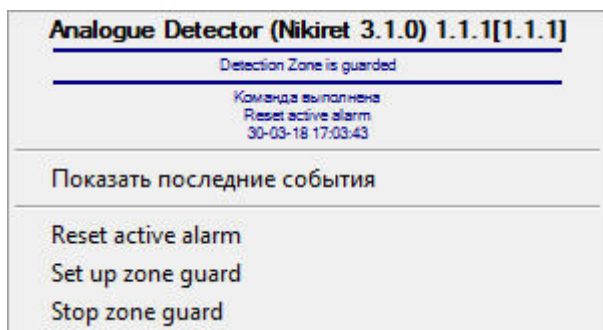 Analogue Detector (Nikiret 3.1.0) 1.1.1[1.1.1]
Detection Zone is guarded
Команда выполнена
Reset active alarm
30-03-18 17:03:43
Показать последние события
Reset active alarm
Set up zone guard
Stop zone guard